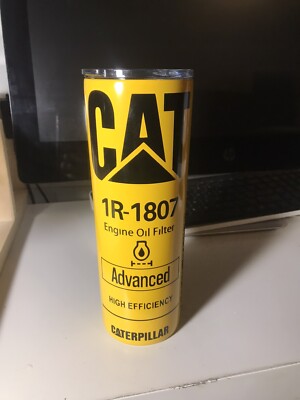 CAT
1R-1807
Engine Oil Filter
Advanced
HIGH EFFICIENCY
CATERPILLAR